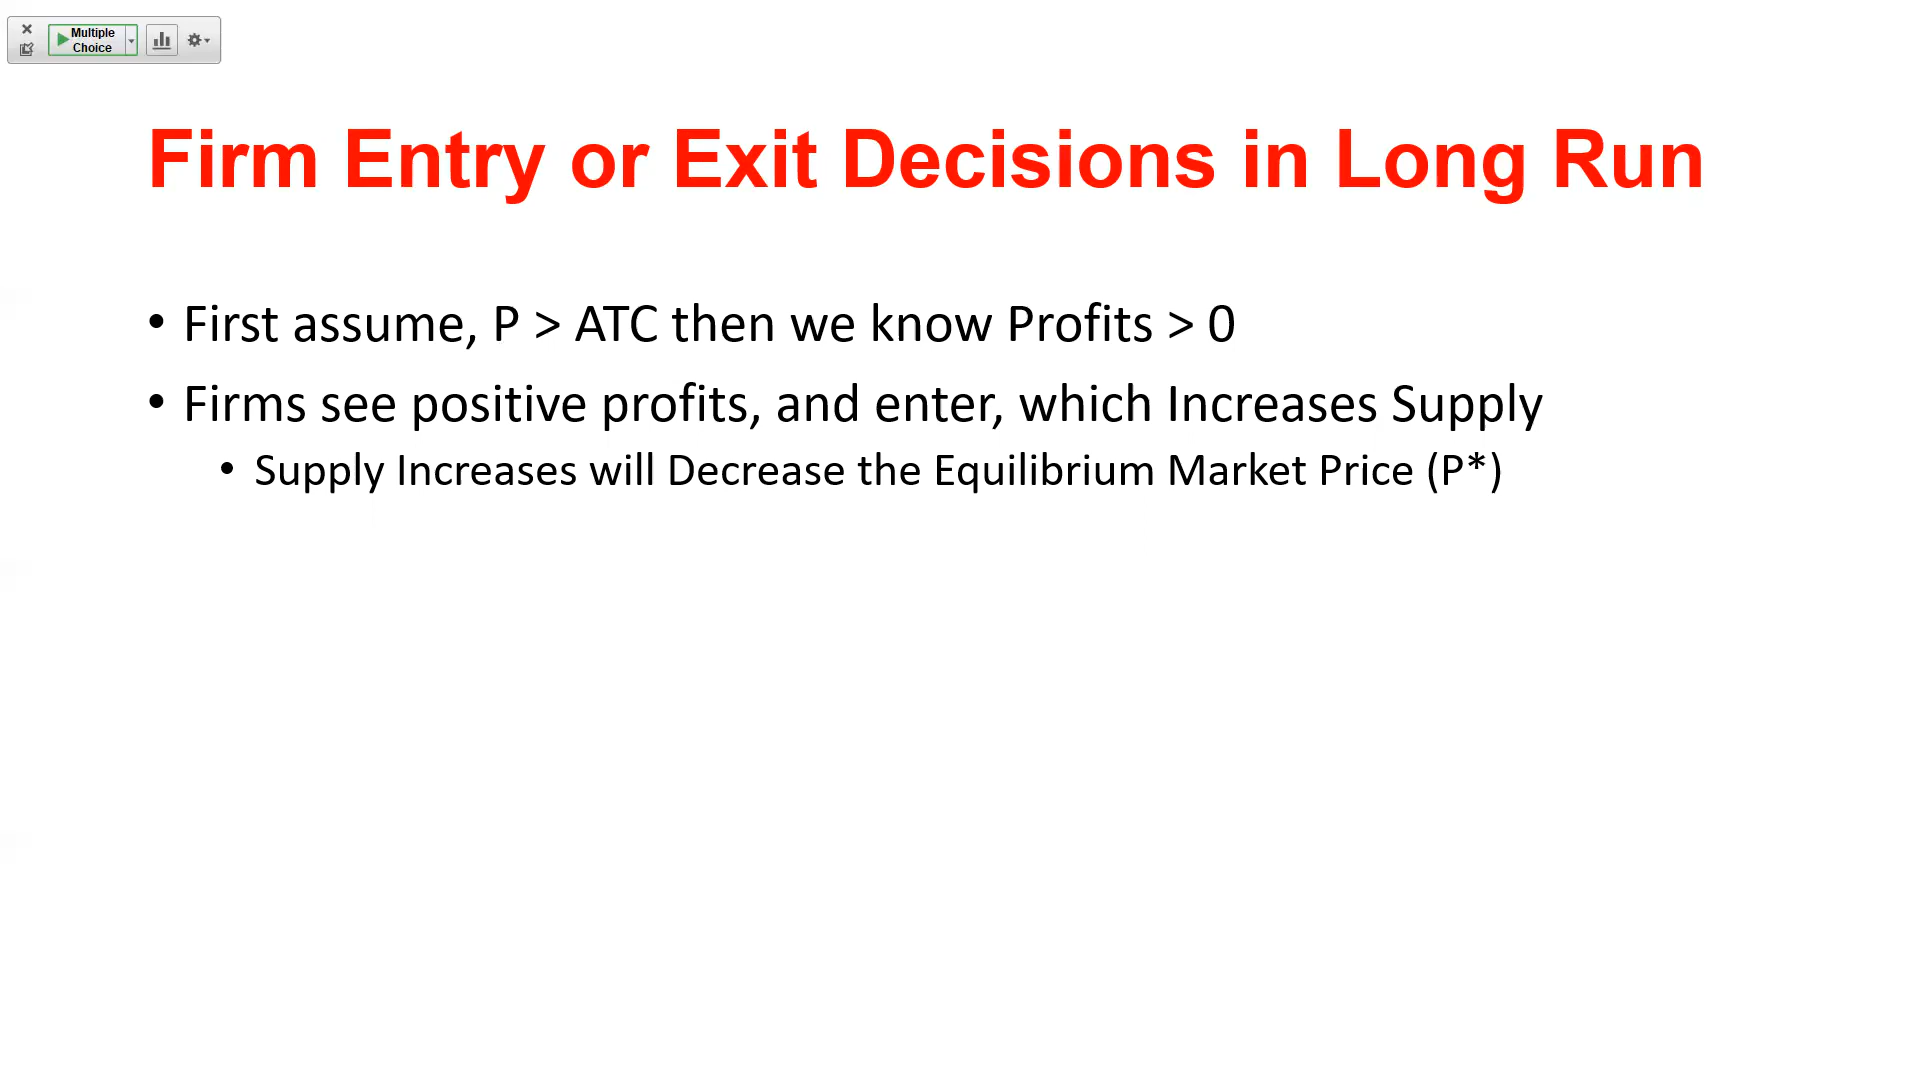 Multiple
Choice
Firm Entry or Exit Decisions in Long Run
• First assume, P > ATC then we know Profits > 0
• Firms see positive profits, and enter, which Increases Supply
• Supply Increases will Decrease the Equilibrium Market Price (P*)